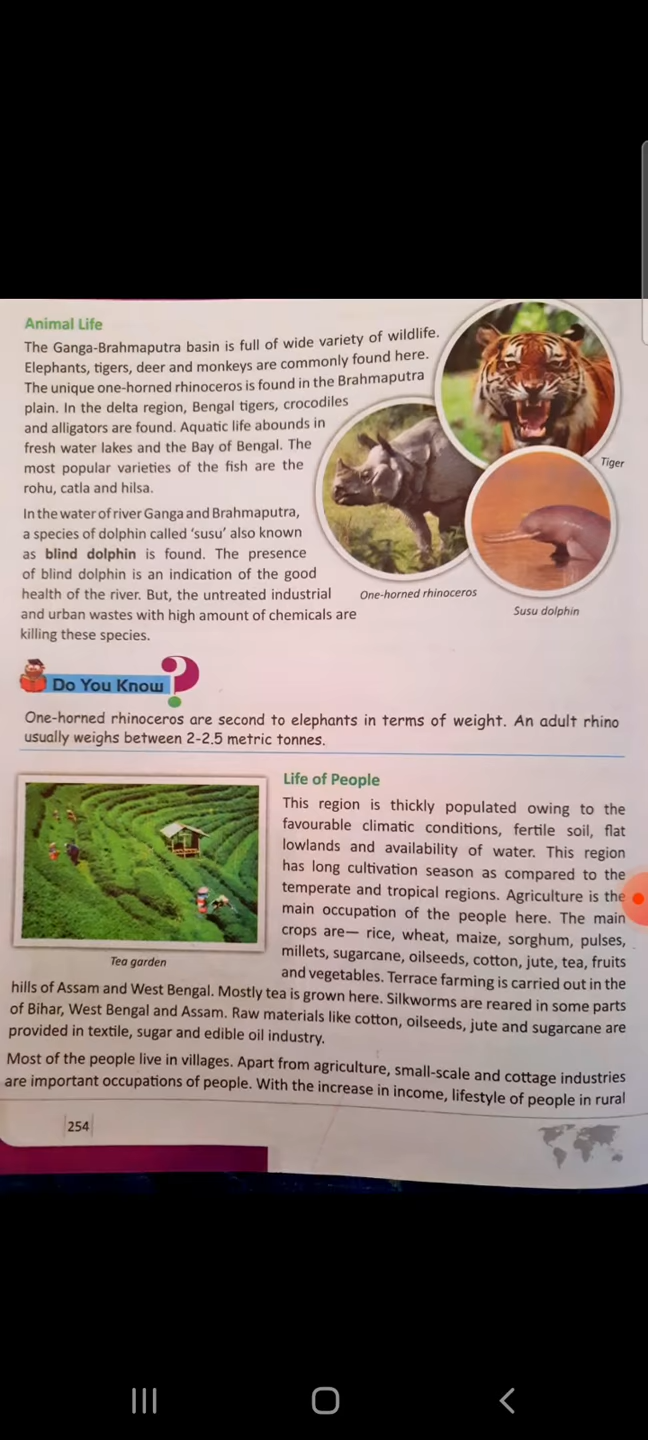 Animal Life
The Ganga-Brahmaputra basin is full of wide variety of wildlife.
Elephants, tigers, deer and monkeys are commonly found here.
The unique one-horned rhinoceros is found in the Brahmaputra
plain. In the delta region, Bengal tigers, crocodiles
and alligators are found. Aquatic life abounds in
fresh water lakes and the Bay of Bengal. The
most popular varieties of the fish are the
rohu, catla and hilsa.
Tiger
In the water of river Ganga and Brahmaputra,
a species of dolphin called ‘susu’ also known
as blind dolphin is found. The presence
of blind dolphin is an indication of the good
health of the river. But, the untreated industrial
and urban wastes with high amount of chemicals are
killing these species.
One-horned rhinoceros
Susu dolphin
Do You Know ?
One-horned rhinoceros are second to elephants in terms of weight. An adult rhino
usually weighs between 2-2.5 metric tonnes.
Tea garden
Life of People
This region is thickly populated owing to the
favourable climatic conditions, fertile soil, flat
lowlands and availability of water. This region
has long cultivation season as compared to the
temperate and tropical regions. Agriculture is the
main occupation of the people here. The main
crops are— rice, wheat, maize, sorghum, pulses,
millets, sugarcane, oilseeds, cotton, jute, tea, fruits
and vegetables. Terrace farming is carried out in the
hills of Assam and West Bengal. Mostly tea is grown here. Silkworms are reared in some parts
of Bihar, West Bengal and Assam. Raw materials like cotton, oilseeds, jute and sugarcane are
provided in textile, sugar and edible oil industry.
Most of the people live in villages. Apart from agriculture, small-scale and cottage industries
are important occupations of people. With the increase in income, lifestyle of people in rural
254